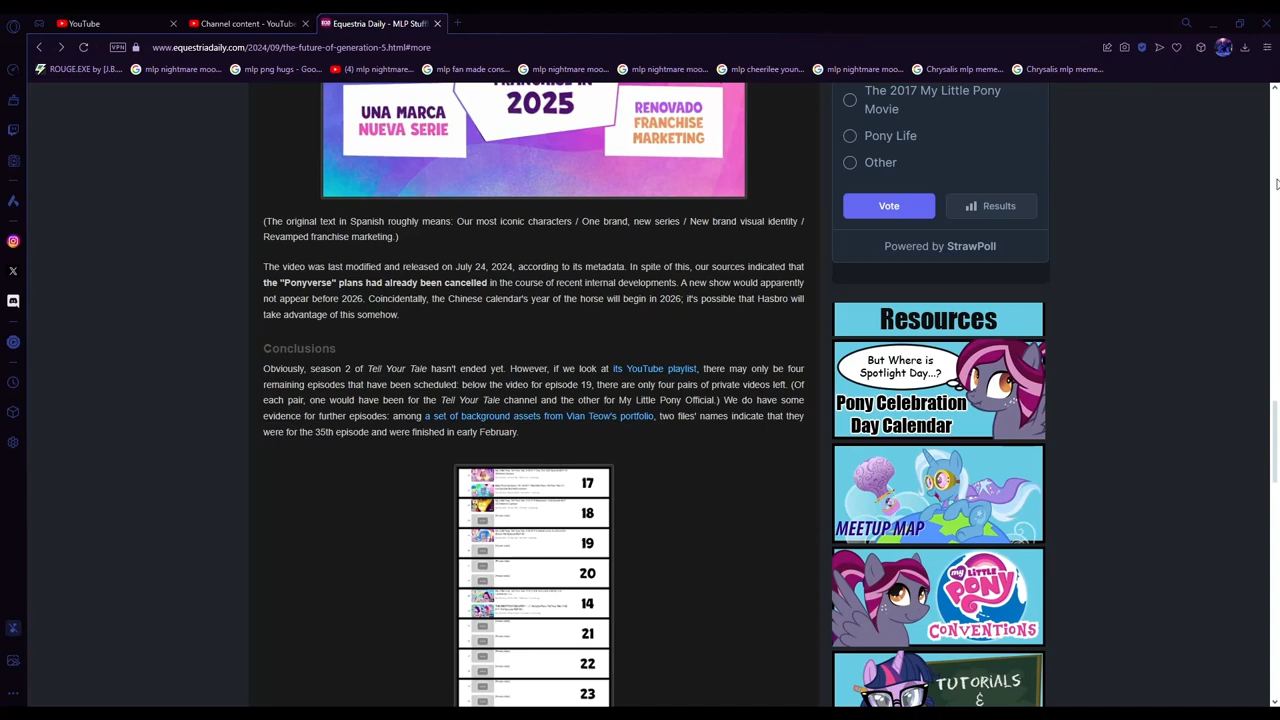 YouTube
Channel content - YouTube
Equestria Daily - MLP Stuff!
VPN
www.equestriadaily.com/2024/09/the-future-of-generation-5.html#more
ROUGE.EXE by [J.B....
mlp nightmare moo...
mlp png hugs - Goo...
(4) mlp nightmare...
mlp fan made cons...
mlp nightmare moo...
mlp nightmare moo...
mlp cheerilee youn...
mlp nightmare moo...
Chrysalis mlp meme...
Chrysalis mlp meme...
FRANCHISE IN
2025
UNA MARCA
NUEVA SERIE
RENOVADO
FRANCHISE
MARKETING
(The original text in Spanish roughly means: Our most iconic characters / One brand, new series / New brand visual identity /
Revamped franchise marketing.)
The video was last modified and released on July 24, 2024, according to its metadata. In spite of this, our sources indicated that
the "Ponyverse" plans had already been cancelled in the course of recent internal developments. A new show would apparently
not appear before 2026. Coincidentally, the Chinese calendar's year of the horse will begin in 2026; it's possible that Hasbro will
take advantage of this somehow.
Conclusions
Obviously, season 2 of Tell Your Tale hasn't ended yet. However, if we look at its YouTube playlist, there may only be four
remaining episodes that have been scheduled: below the video for episode 19, there are only four pairs of private videos left. (Of
each pair, one would have been for the Tell Your Tale channel and the other for My Little Pony Official.) We do have some
evidence for further episodes: among a set of background assets from Vian Teow's portfolio, two files' names indicate that they
were for the 35th episode and were finished in early February.
17
18
19
20
14
21
22
23
The 2017 My Little Pony
Movie
Pony Life
Other
Vote
Results
Powered by StrawPoll
Resources
But Where is
Spotlight Day...?
Pony Celebration
Day Calendar
MEETUP
my LITTLE
PONY
TUTORIALS
&